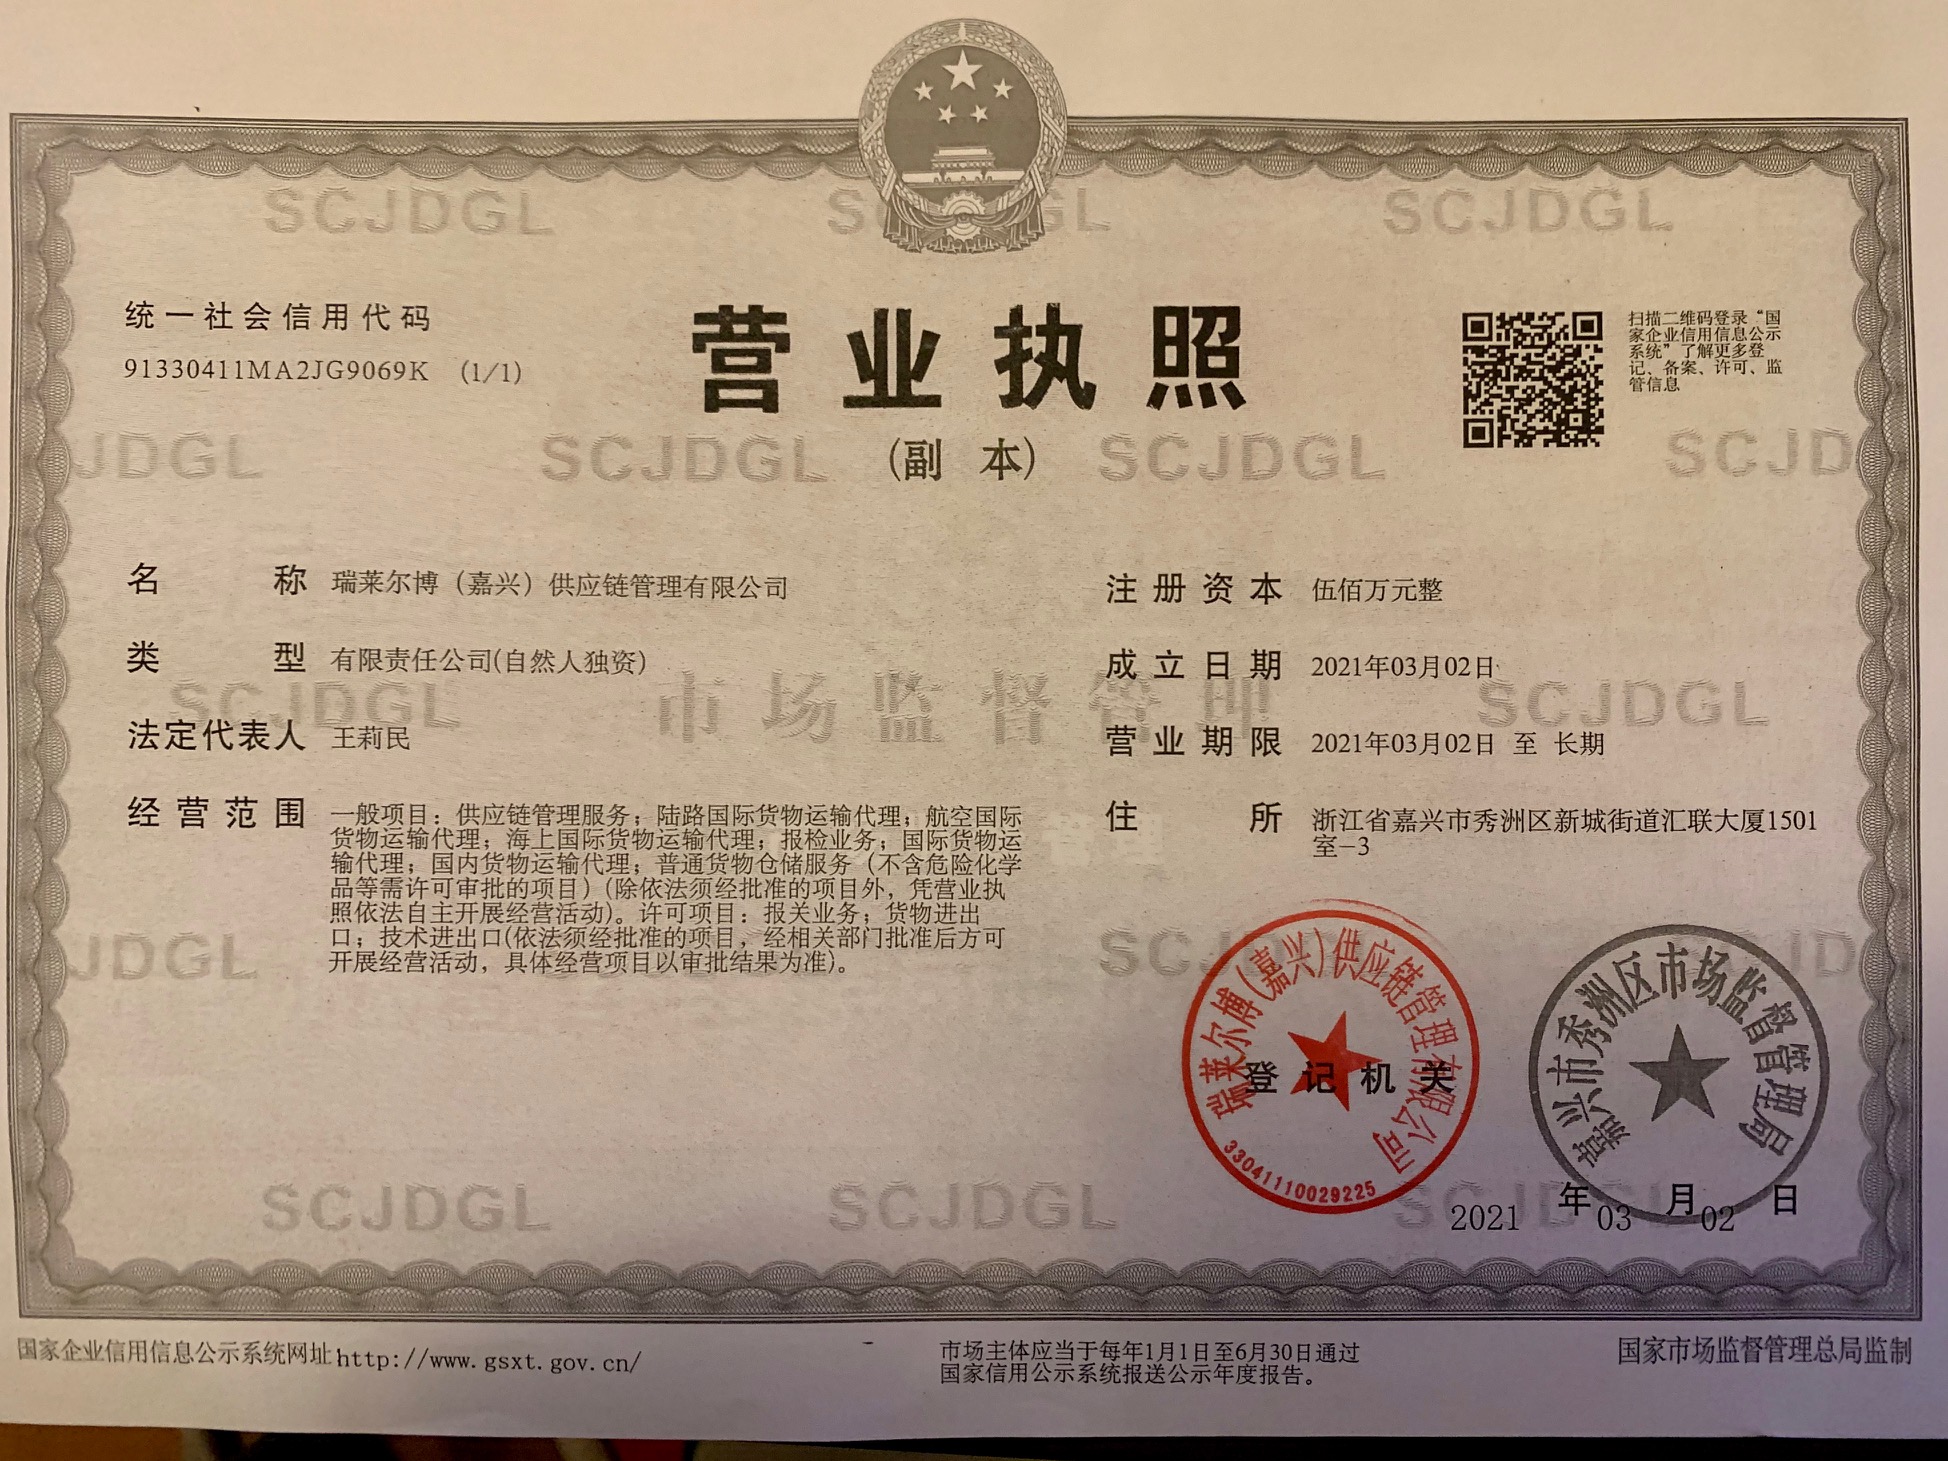 统一社会信用代码
91330411MA2JG9069K (1/1)
营业执照
(副 本)
扫描二维码登录“国
家企业信用信息公示
系统”了解更多登
记、备案、许可、监
管信息
名称 瑞莱尔博（嘉兴）供应链管理有限公司
类型 有限责任公司(自然人独资)
法定代表人 王莉民
经营范围 一般项目：供应链管理服务；陆路国际货物运输代理；航空国际
货物运输代理；海上国际货物运输代理；报检业务；国际货物运
输代理；国内货物运输代理；普通货物仓储服务（不含危险化学
品等需许可审批的项目）(除依法须经批准的项目外，凭营业执
照依法自主开展经营活动)。许可项目：报关业务；货物进出
口；技术进出口(依法须经批准的项目，经相关部门批准后方可
开展经营活动，具体经营项目以审批结果为准)。
注册资本 伍佰万元整
成立日期 2021年03月02日
营业期限 2021年03月02日 至 长期
住所 浙江省嘉兴市秀洲区新城街道汇联大厦1501
室-3
瑞莱尔博（嘉兴）供应链管理有限公司
33041110029225
登记机关
嘉兴市秀洲区市场监督管理局
2021 年 03 月 02 日
SCJDGL SCJDGL SCJDGL
JDGL SCJDGL SCJDGL SCJD
SCJDGL 市场监督管理 SCJDGL
国家企业信用信息公示系统网址http://www.gsxt.gov.cn/
市场主体应当于每年1月1日至6月30日通过
国家信用公示系统报送公示年度报告。
国家市场监督管理总局监制